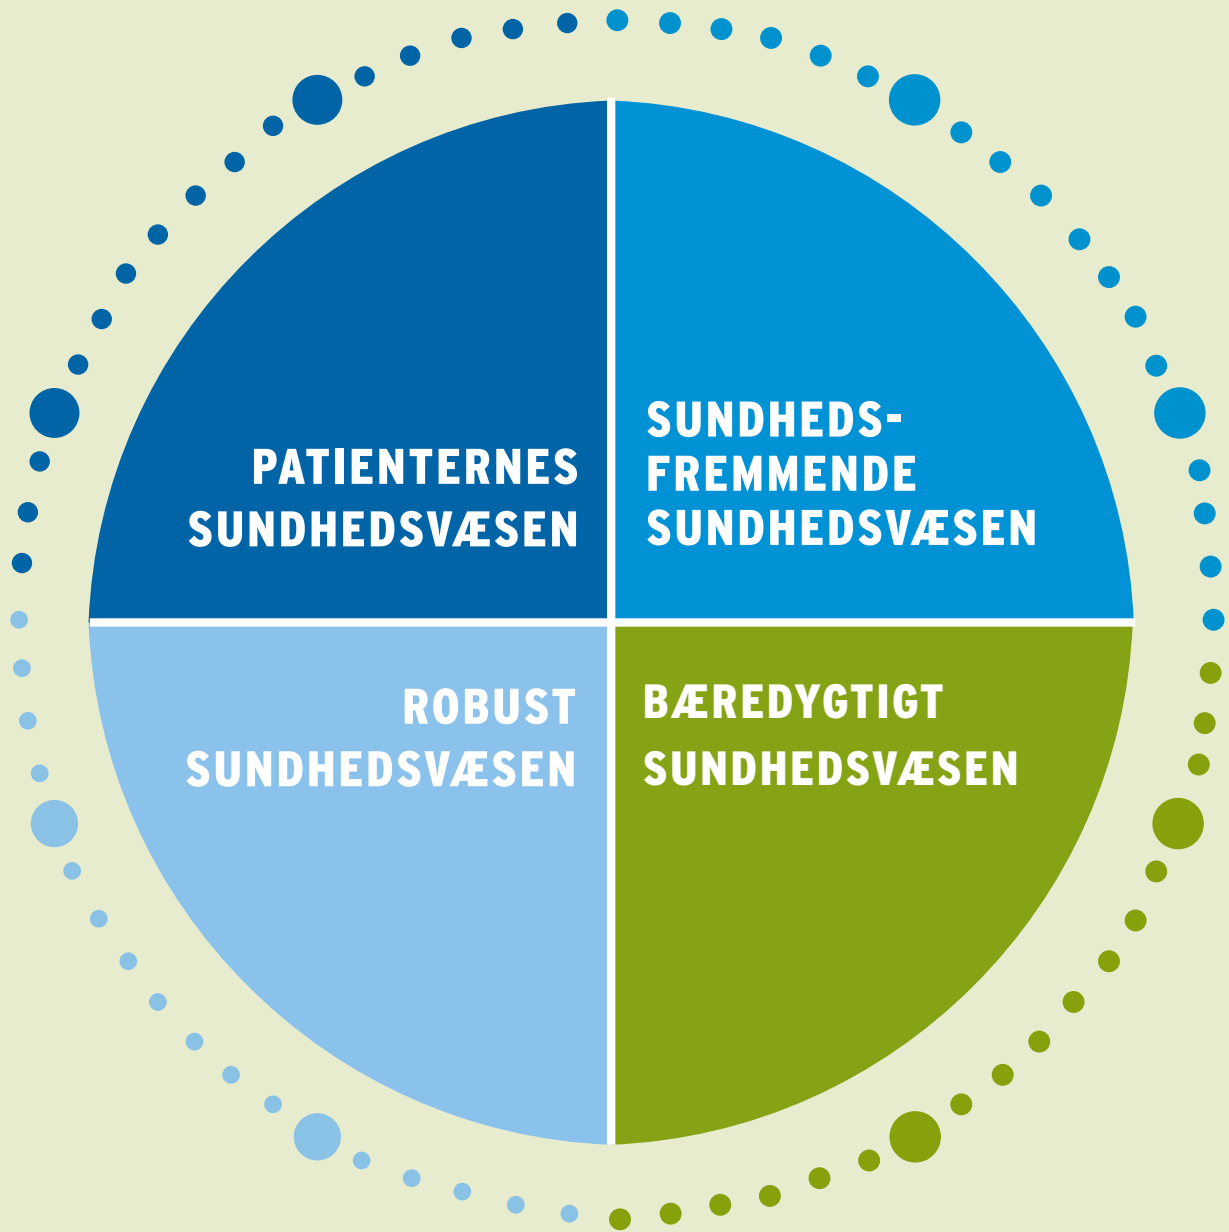 PATIENTERNES
SUNDHEDSVÆSEN
SUNDHEDS-
FREMMENDE
SUNDHEDSVÆSEN
ROBUST
SUNDHEDSVÆSEN
BÆREDYGTIGT
SUNDHEDSVÆSEN